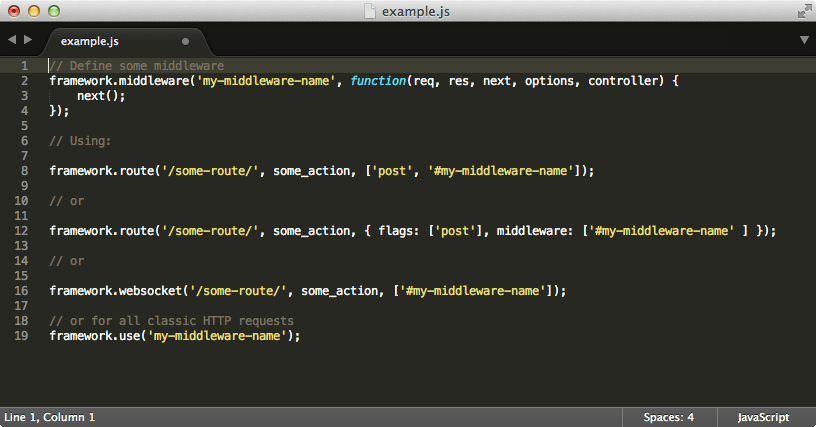 example.js
example.js
1 // Define some middleware
2 framework.middleware('my-middleware-name', function(req, res, next, options, controller) {
3     next();
4 });
5
6 // Using:
7
8 framework.route('/some-route/', some_action, ['post', '#my-middleware-name']);
9
10 // or
11
12 framework.route('/some-route/', some_action, { flags: ['post'], middleware: ['#my-middleware-name' ] });
13
14 // or
15
16 framework.websocket('/some-route/', some_action, ['#my-middleware-name']);
17
18 // or for all classic HTTP requests
19 framework.use('my-middleware-name');
Line 1, Column 1 Spaces: 4 JavaScript